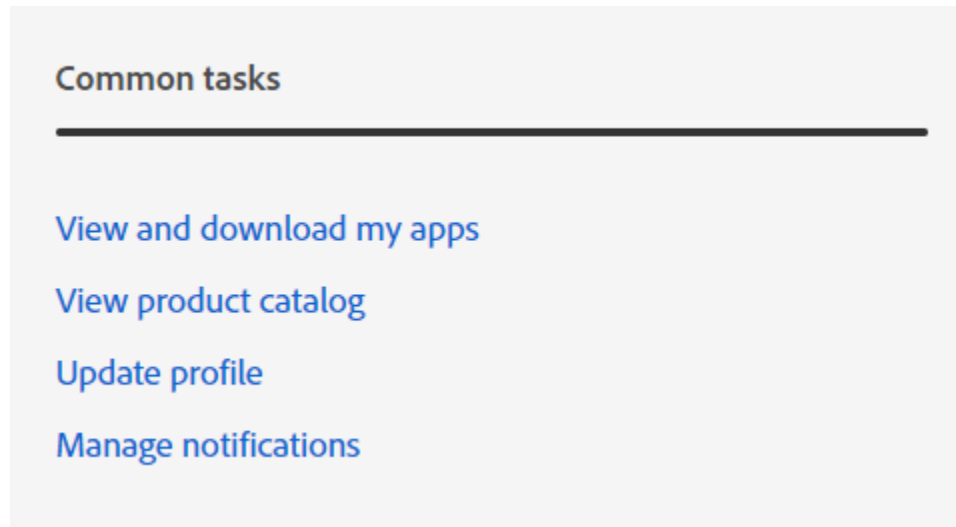 Common tasks
View and download my apps
View product catalog
Update profile
Manage notifications